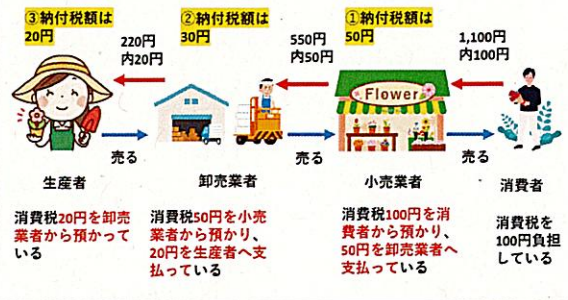 ③納付税額は
20円
②納付税額は
30円
①納付税額は
50円
220円
内20円
550円
内50円
1,100円
内100円
Flower
売る
売る
売る
生産者
卸売業者
小売業者
消費者
消費税20円を卸売
業者から預かって
いる
消費税50円を小売
業者から預かり、
20円を生産者へ支
払っている
消費税100円を消
費者から預かり、
50円を卸売業者へ
支払っている
消費税を
100円負担
している